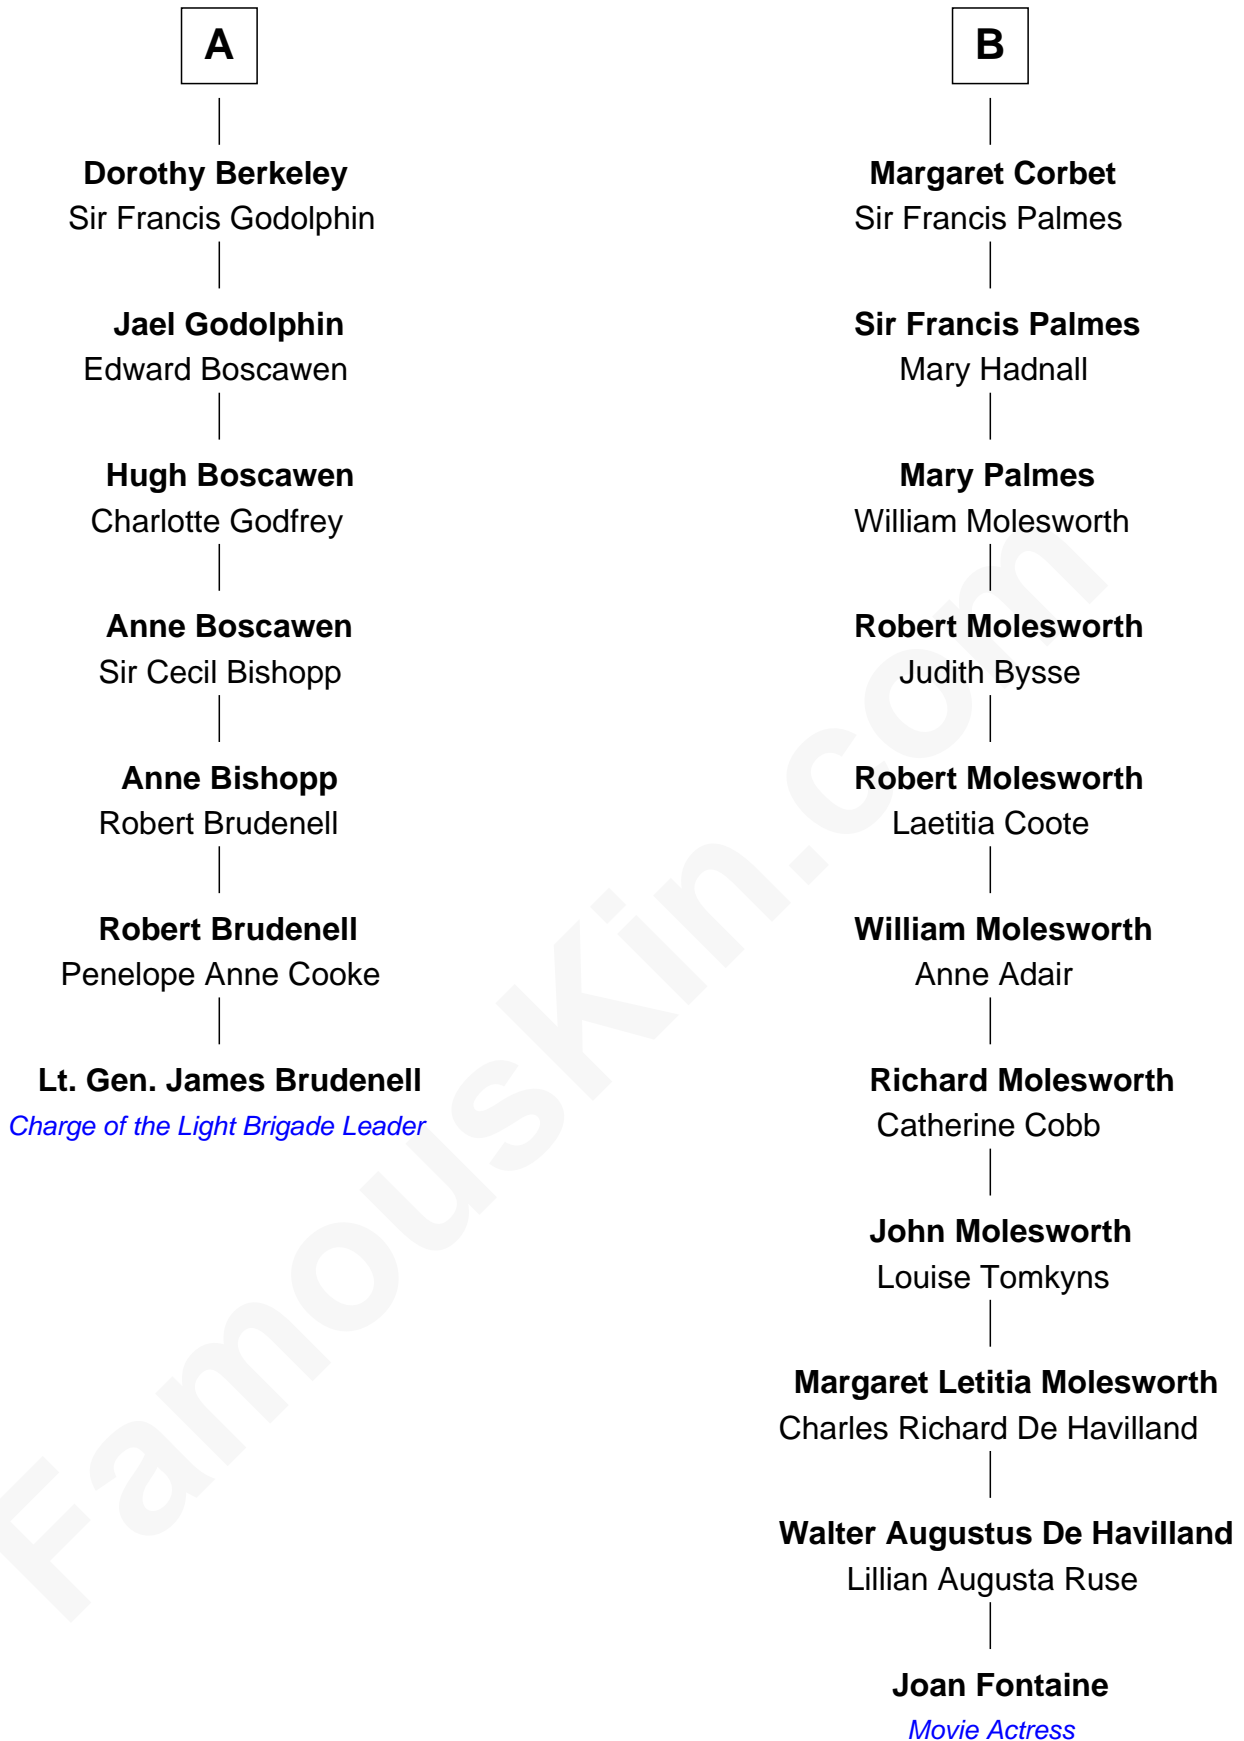 A
Dorothy Berkeley
Sir Francis Godolphin
Jael Godolphin
Edward Boscawen
Hugh Boscawen
Charlotte Godfrey
Anne Boscawen
Sir Cecil Bishopp
Anne Bishopp
Robert Brudenell
Robert Brudenell
Penelope Anne Cooke
Lt. Gen. James Brudenell
Charge of the Light Brigade Leader
B
Margaret Corbet
Sir Francis Palmes
Sir Francis Palmes
Mary Hadnall
Mary Palmes
William Molesworth
Robert Molesworth
Judith Bysse
Robert Molesworth
Laetitia Coote
William Molesworth
Anne Adair
Richard Molesworth
Catherine Cobb
John Molesworth
Louise Tomkyns
Margaret Letitia Molesworth
Charles Richard De Havilland
Walter Augustus De Havilland
Lillian Augusta Ruse
Joan Fontaine
Movie Actress
FamousKin.com